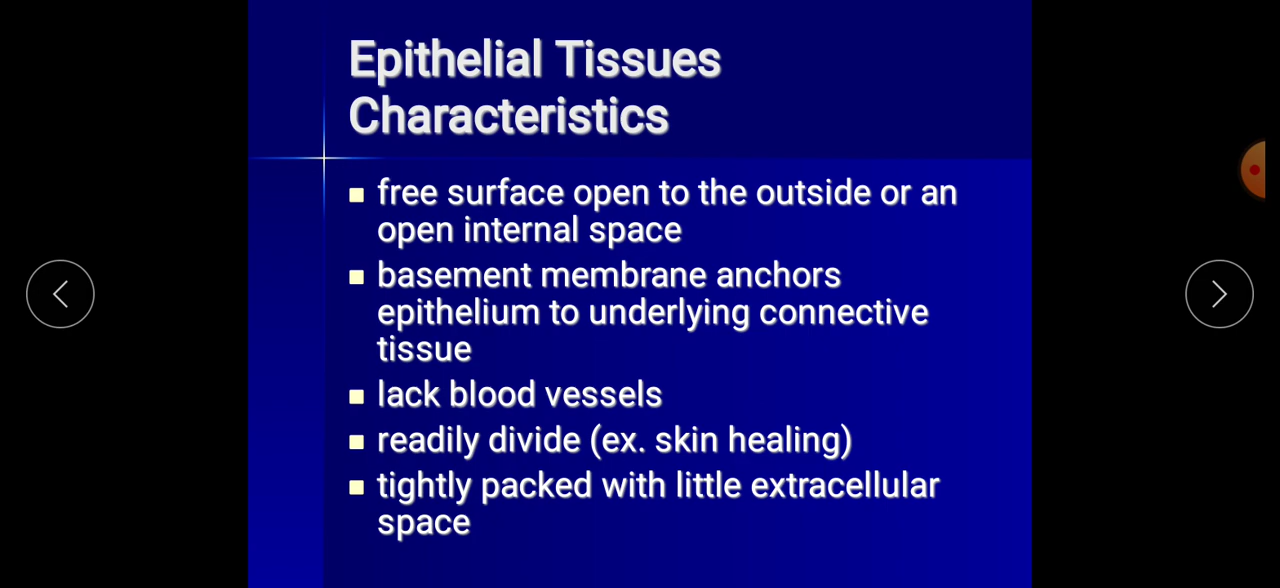 Epithelial Tissues
Characteristics
free surface open to the outside or an
open internal space
basement membrane anchors
epithelium to underlying connective
tissue
lack blood vessels
readily divide (ex. skin healing)
tightly packed with little extracellular
space